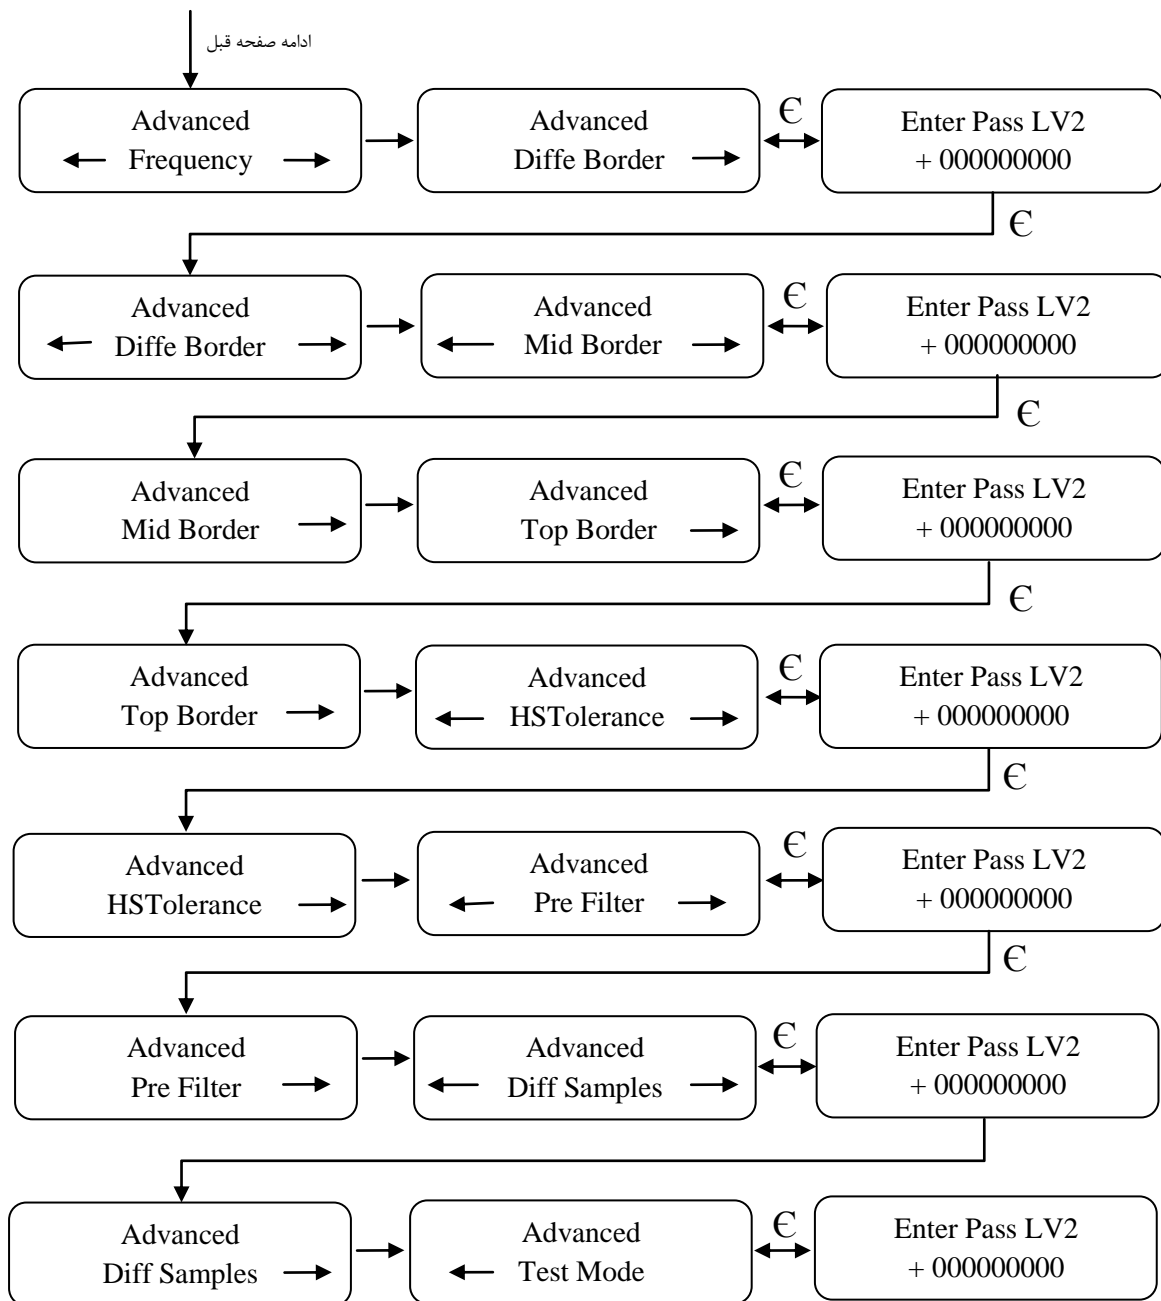 ادامه صفحه قبل
Advanced
Frequency
Advanced
Diffe Border
Є
Enter Pass LV2
+ 000000000
Є
Advanced
Diffe Border
Advanced
Mid Border
Є
Enter Pass LV2
+ 000000000
Є
Advanced
Mid Border
Advanced
Top Border
Є
Enter Pass LV2
+ 000000000
Є
Advanced
Top Border
Advanced
HSTolerance
Є
Enter Pass LV2
+ 000000000
Є
Advanced
HSTolerance
Advanced
Pre Filter
Є
Enter Pass LV2
+ 000000000
Є
Advanced
Pre Filter
Advanced
Diff Samples
Є
Enter Pass LV2
+ 000000000
Advanced
Diff Samples
Advanced
Test Mode
Є
Enter Pass LV2
+ 000000000